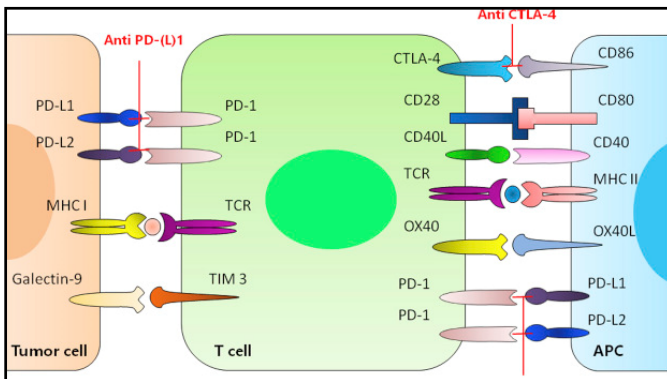 Anti PD-(L)1
Anti CTLA-4
CTLA-4
CD86
PD-L1
PD-1
CD28
CD80
PD-L2
PD-1
CD40L
CD40
TCR
MHC II
MHC I
TCR
OX40
OX40L
Galectin-9
TIM 3
PD-1
PD-L1
PD-1
PD-L2
Tumor cell
T cell
APC